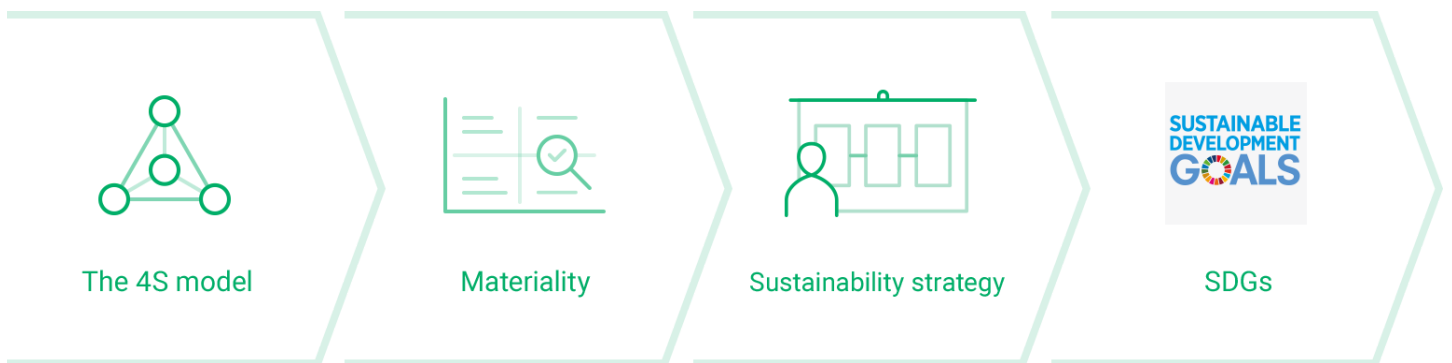 The 4S model
Materiality
Sustainability strategy
SUSTAINABLE
DEVELOPMENT
GOALS
SDGs